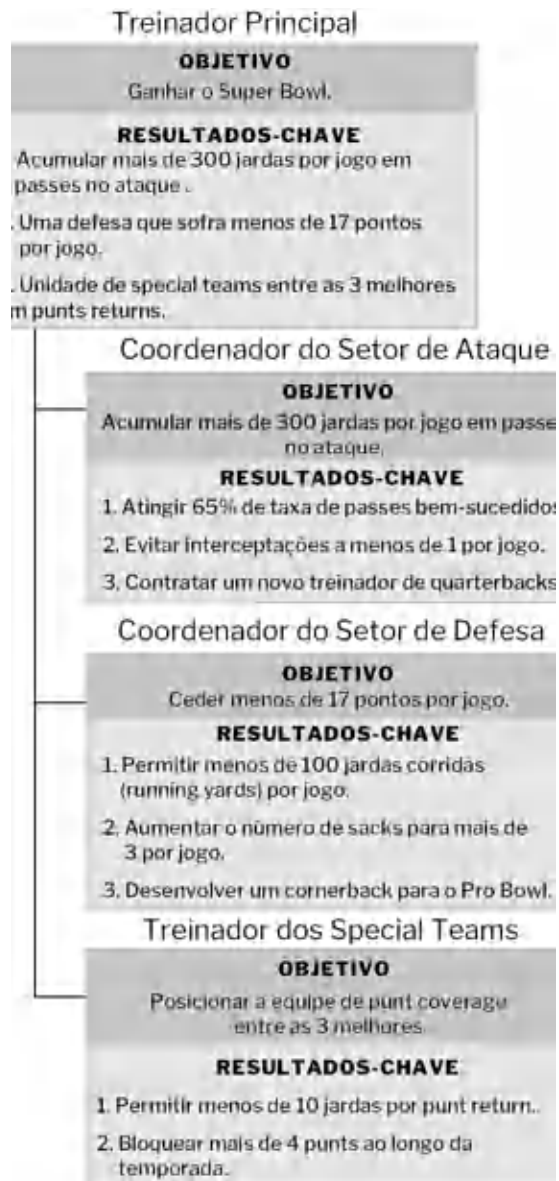 Treinador Principal
OBJETIVO
Ganhar o Super Bowl.
RESULTADOS-CHAVE
Acumular mais de 300 jardas por jogo em
passes no ataque .
. Uma defesa que sofra menos de 17 pontos
por jogo.
. Unidade de special teams entre as 3 melhores
m punts returns.
Coordenador do Setor de Ataque
OBJETIVO
Acumular mais de 300 jardas por jogo em passe
no ataque.
RESULTADOS-CHAVE
1. Atingir 65% de taxa de passes bem-sucedidos
2. Evitar interceptações a menos de 1 por jogo.
3. Contratar um novo treinador de quarterbacks
Coordenador do Setor de Defesa
OBJETIVO
Ceder menos de 17 pontos por jogo.
RESULTADOS-CHAVE
1. Permitir menos de 100 jardas corridas
(running yards) por jogo.
2. Aumentar o número de sacks para mais de
3 por jogo.
3. Desenvolver um cornerback para o Pro Bowl.
Treinador dos Special Teams
OBJETIVO
Posicionar a equipe de punt coverage
entre as 3 melhores
RESULTADOS-CHAVE
1. Permitir menos de 10 jardas por punt return.
2. Bloquear mais de 4 punts ao longo da
temporada.